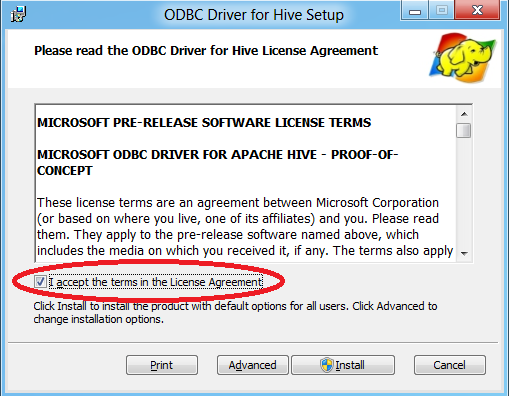 ODBC Driver for Hive Setup
Please read the ODBC Driver for Hive License Agreement
MICROSOFT PRE-RELEASE SOFTWARE LICENSE TERMS
MICROSOFT ODBC DRIVER FOR APACHE HIVE - PROOF-OF-
CONCEPT
These license terms are an agreement between Microsoft Corporation
(or based on where you live, one of its affiliates) and you. Please read
them. They apply to the pre-release software named above, which
includes the media on which you received it, if any. The terms also apply
I accept the terms in the License Agreement
Click Install to install the product with default options for all users. Click Advanced to
change installation options.
Print Advanced Install Cancel